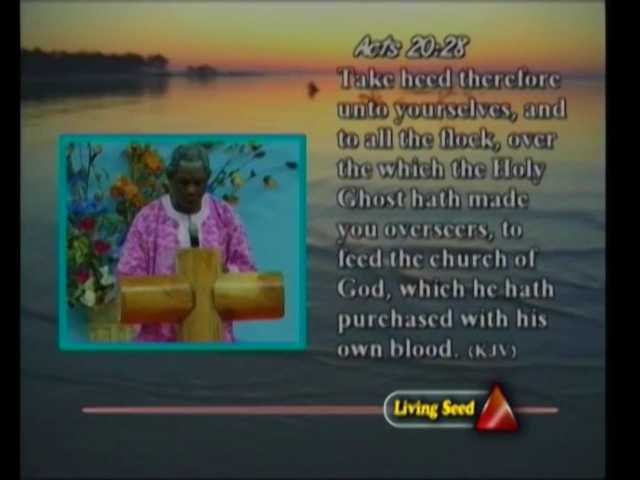 Acts 20:28
Take heed therefore
unto yourselves, and
to all the flock, over
the which the Holy
Ghost hath made
you overseers, to
feed the church of
God, which he hath
purchased with his
own blood. (KJV)
Living Seed